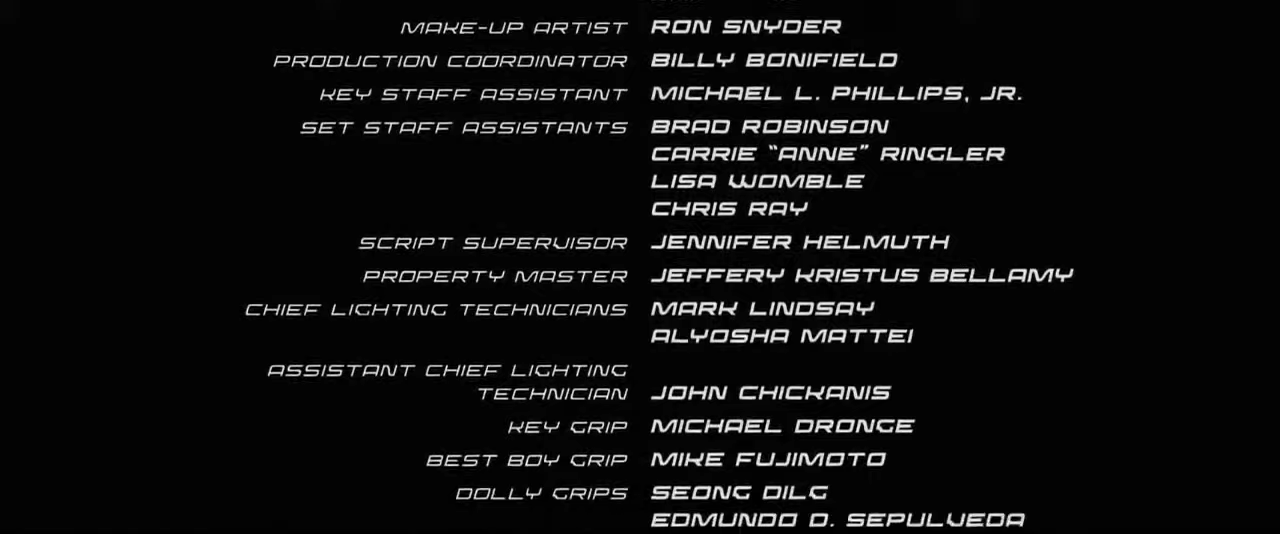 MAKE-UP ARTIST RON SNYDER
PRODUCTION COORDINATOR BILLY BONIFIELD
KEY STAFF ASSISTANT MICHAEL L. PHILLIPS, JR.
SET STAFF ASSISTANTS BRAD ROBINSON
CARRIE “ANNE” RINGLER
LISA WOMBLE
CHRIS RAY
SCRIPT SUPERVISOR JENNIFER HELMUTH
PROPERTY MASTER JEFFERY KRISTUS BELLAMY
CHIEF LIGHTING TECHNICIANS MARK LINDSAY
ALYOSHA MATTEI
ASSISTANT CHIEF LIGHTING
TECHNICIAN JOHN CHICKANIS
KEY GRIP MICHAEL DRONGE
BEST BOY GRIP MIKE FUJIMOTO
DOLLY GRIPS SEONG DILG
EDMUNDO D. SEPULVEDA